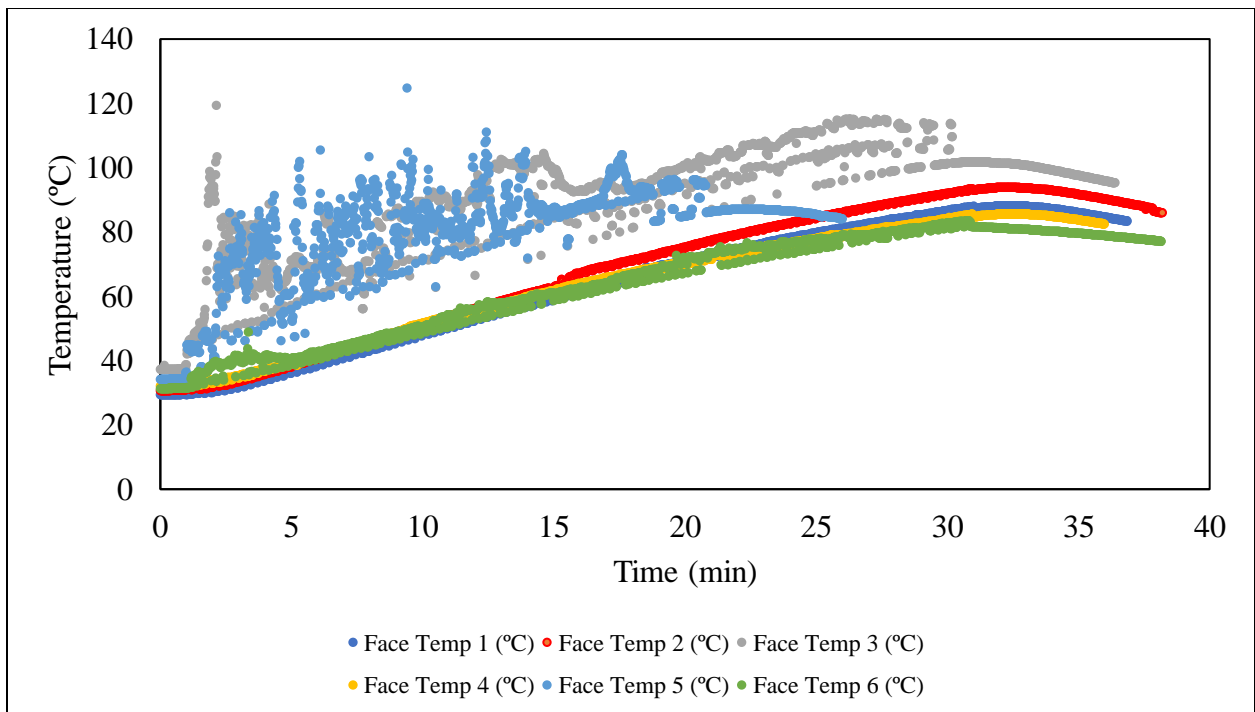 140
120
100
80
60
40
20
0
Temperature (ºC)
0 5 10 15 20 25 30 35 40
Time (min)
Face Temp 1 (ºC) Face Temp 2 (ºC) Face Temp 3 (ºC)
Face Temp 4 (ºC) Face Temp 5 (ºC) Face Temp 6 (ºC)